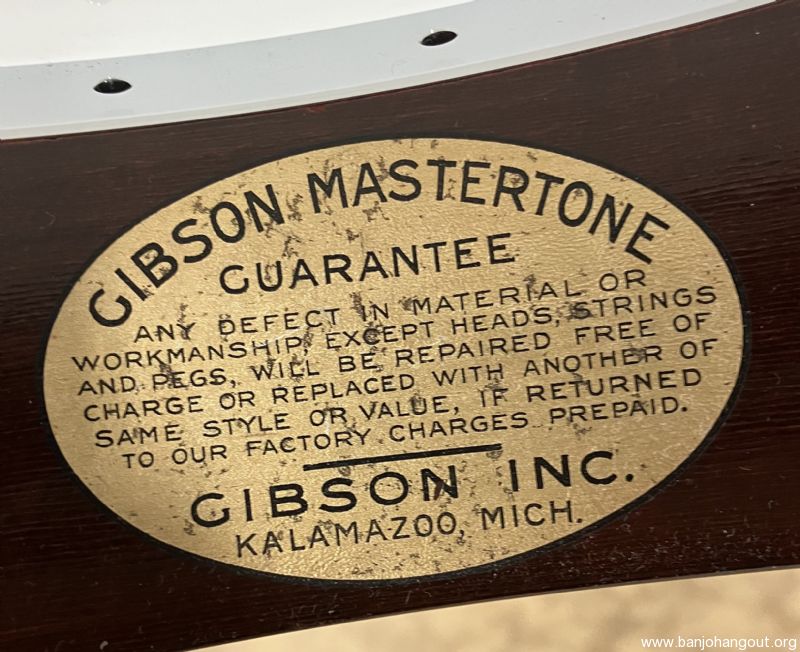 GIBSON MASTERTONE
GUARANTEE
ANY DEFECT IN MATERIAL OR
WORKMANSHIP, EXCEPT HEADS, STRINGS
AND PEGS, WILL BE REPAIRED FREE OF
CHARGE OR REPLACED WITH ANOTHER OF
SAME STYLE OR VALUE, IF RETURNED
TO OUR FACTORY CHARGES PREPAID.
GIBSON INC.
KALAMAZOO, MICH.
www.banjohangout.org